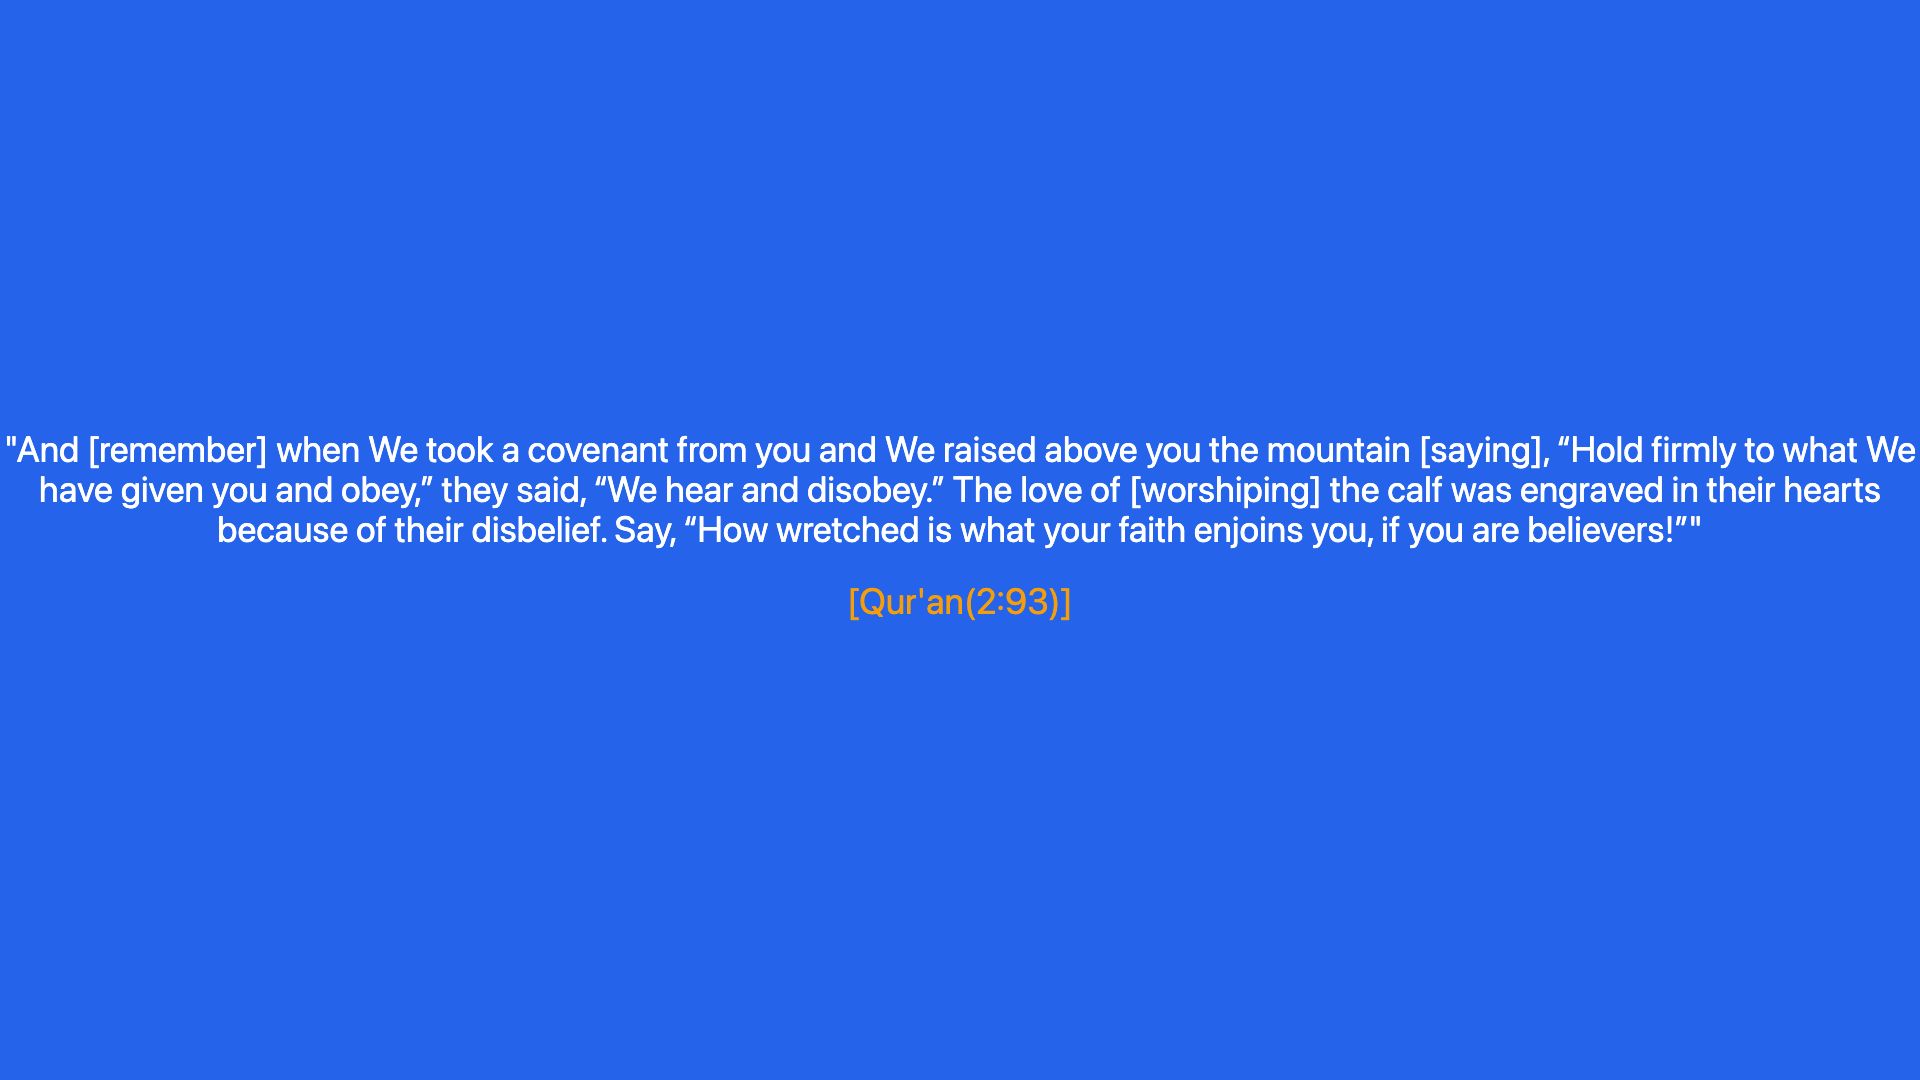 "And [remember] when We took a covenant from you and We raised above you the mountain [saying], “Hold firmly to what We
have given you and obey,” they said, “We hear and disobey.” The love of [worshiping] the calf was engraved in their hearts
because of their disbelief. Say, “How wretched is what your faith enjoins you, if you are believers!”"
[Qur'an(2:93)]